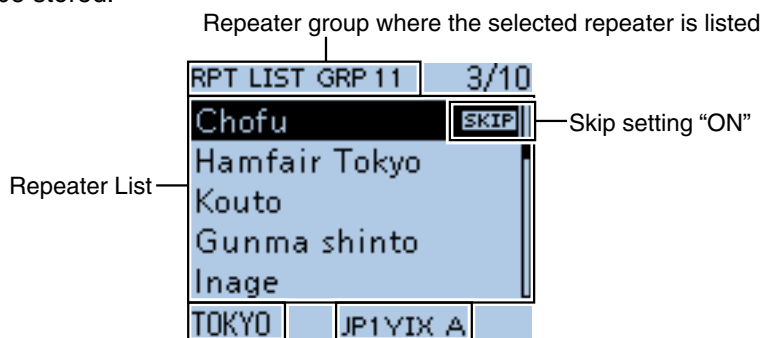 be stored.
Repeater group where the selected repeater is listed
RPT LIST GRP 11 3/10
Chofu SKIP
Skip setting “ON”
Hamfair Tokyo
Repeater List
Kouto
Gunma shinto
Inage
TOKYO JP1YIX A